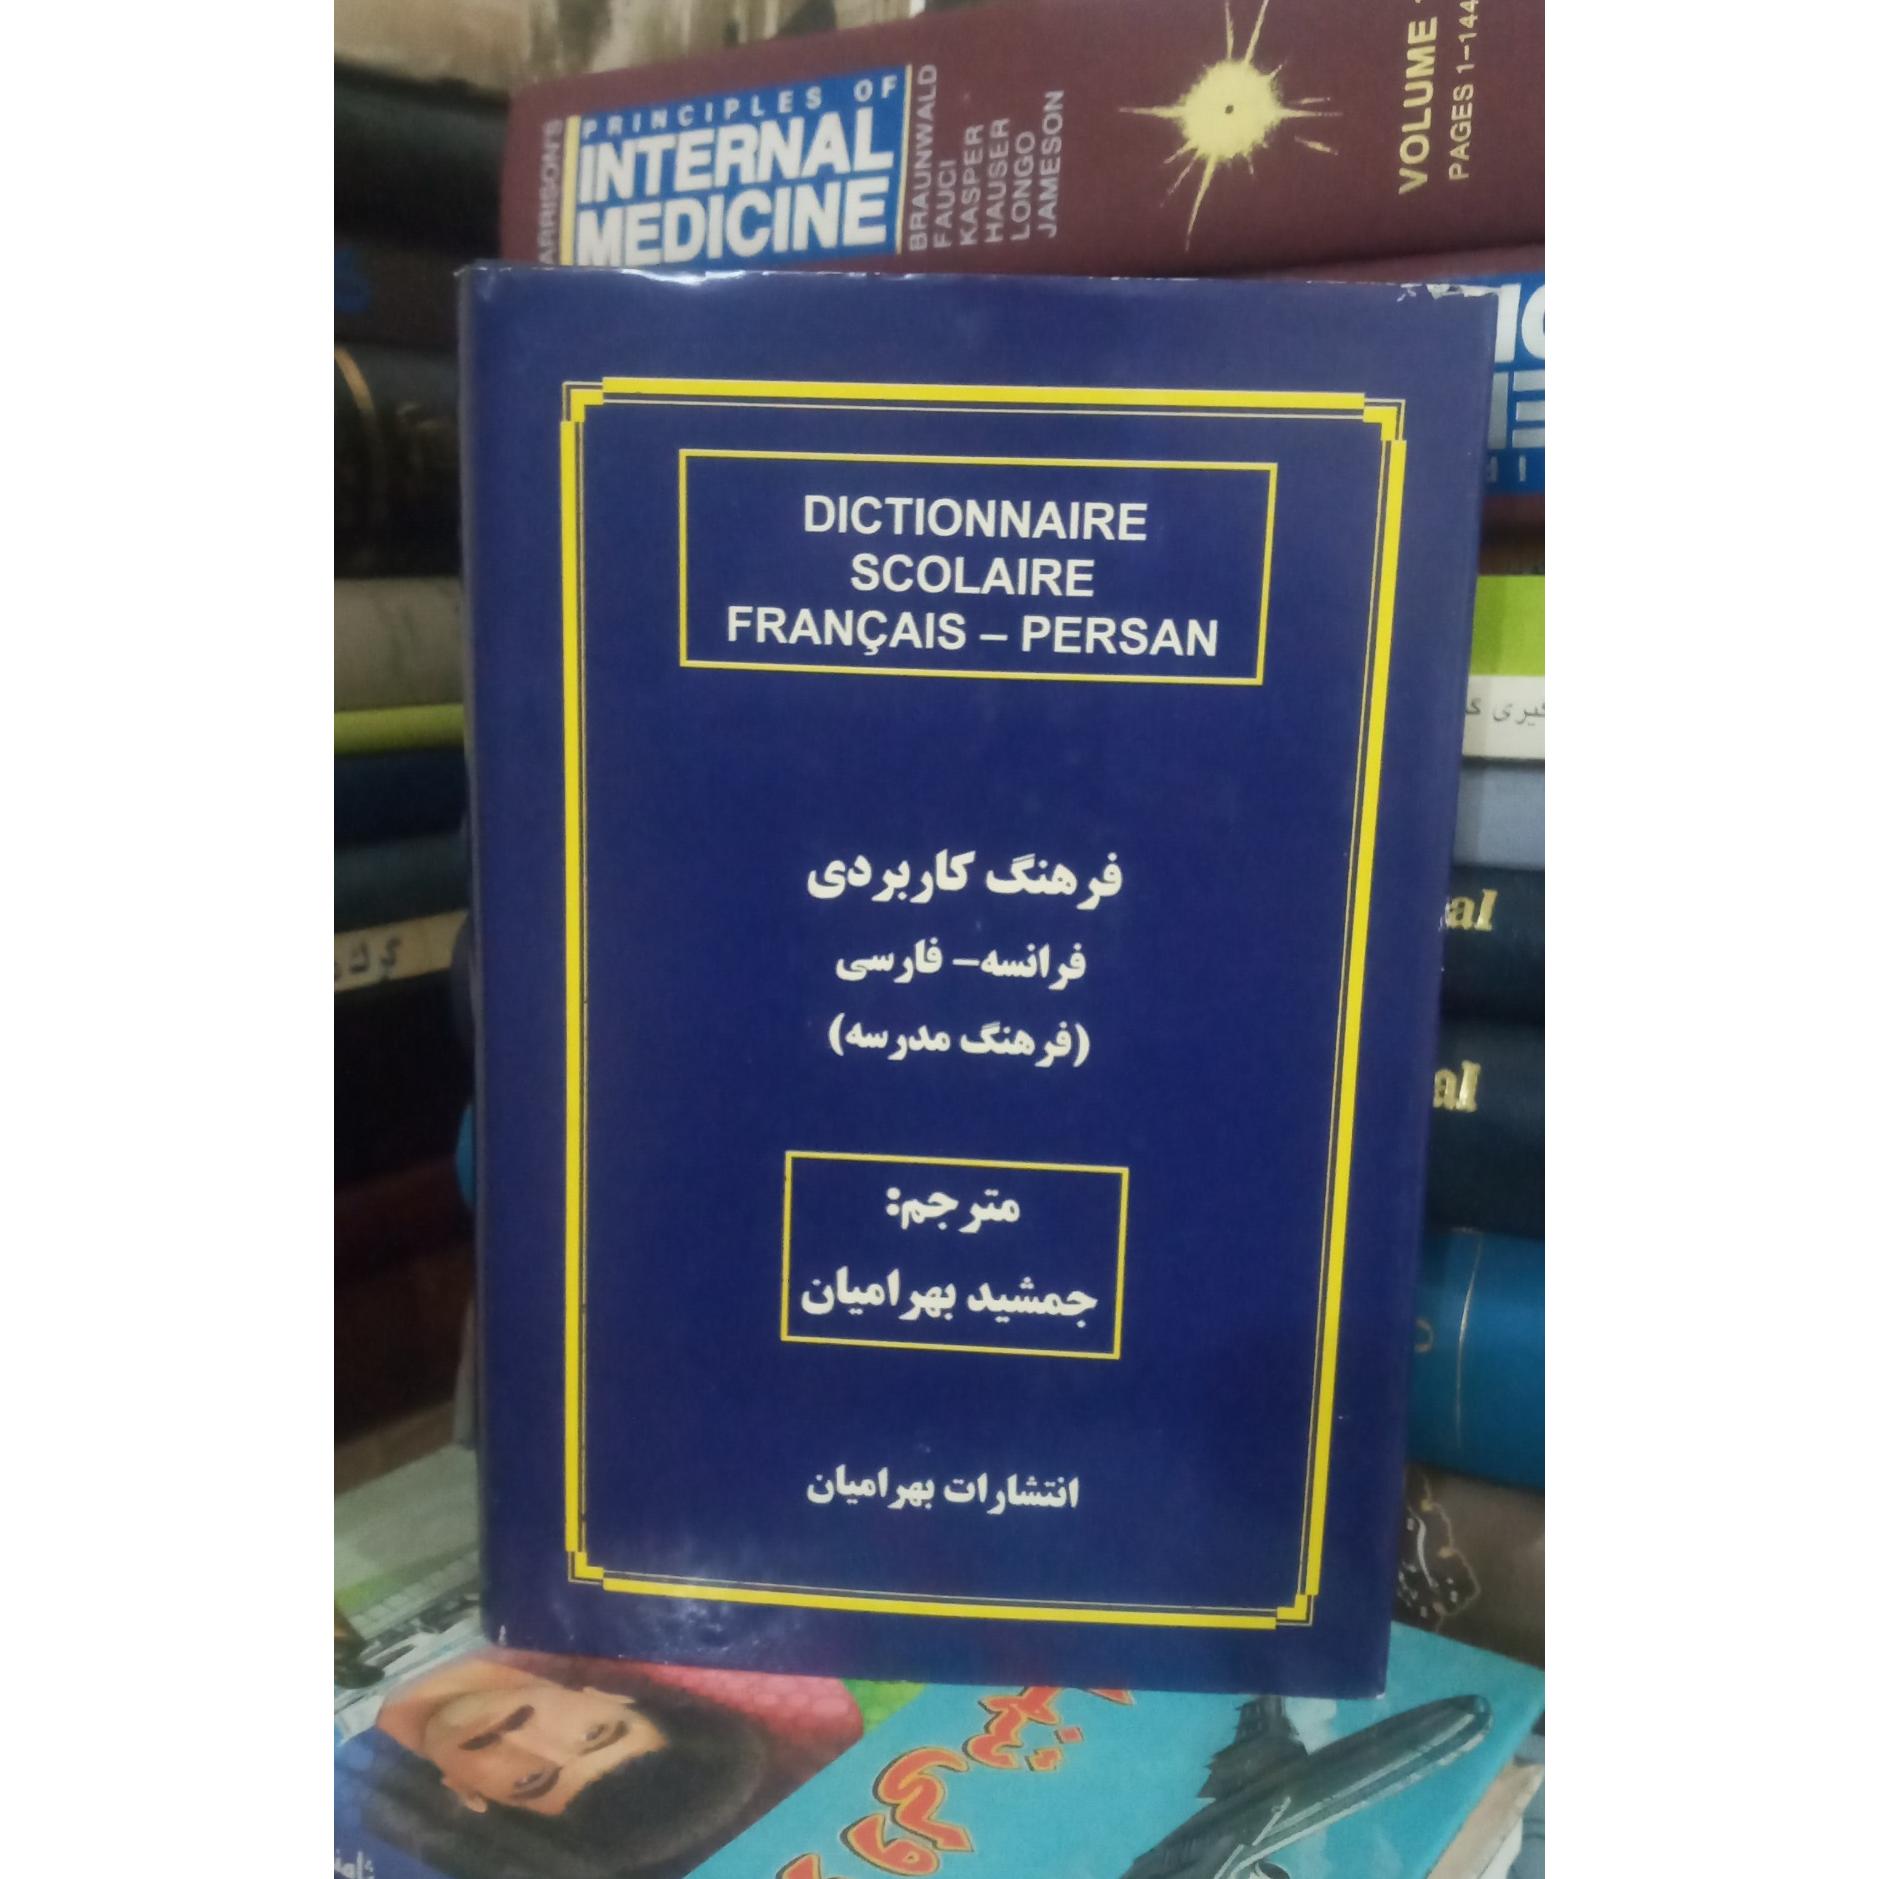 PRINCIPLES OF
INTERNAL
MEDICINE
BRAUNWALD
FAUCI
KASPER
HAUSER
LONGO
JAMESON
VOLUME
PAGES 1-144
DICTIONNAIRE
SCOLAIRE
FRANÇAIS – PERSAN
فرهنگ کاربردی
فرانسه - فارسی
(فرهنگ مدرسه)
مترجم:
جمشید بهرامیان
انتشارات بهرامیان